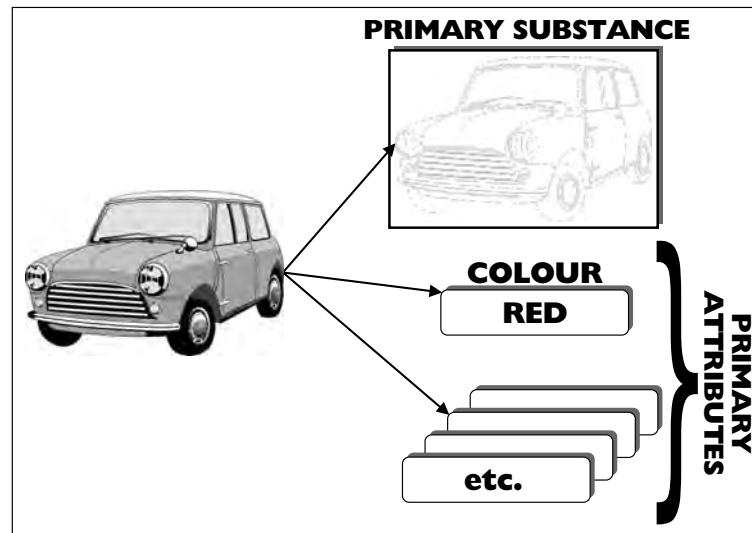 PRIMARY SUBSTANCE
COLOUR
RED
etc.
PRIMARY
ATTRIBUTES